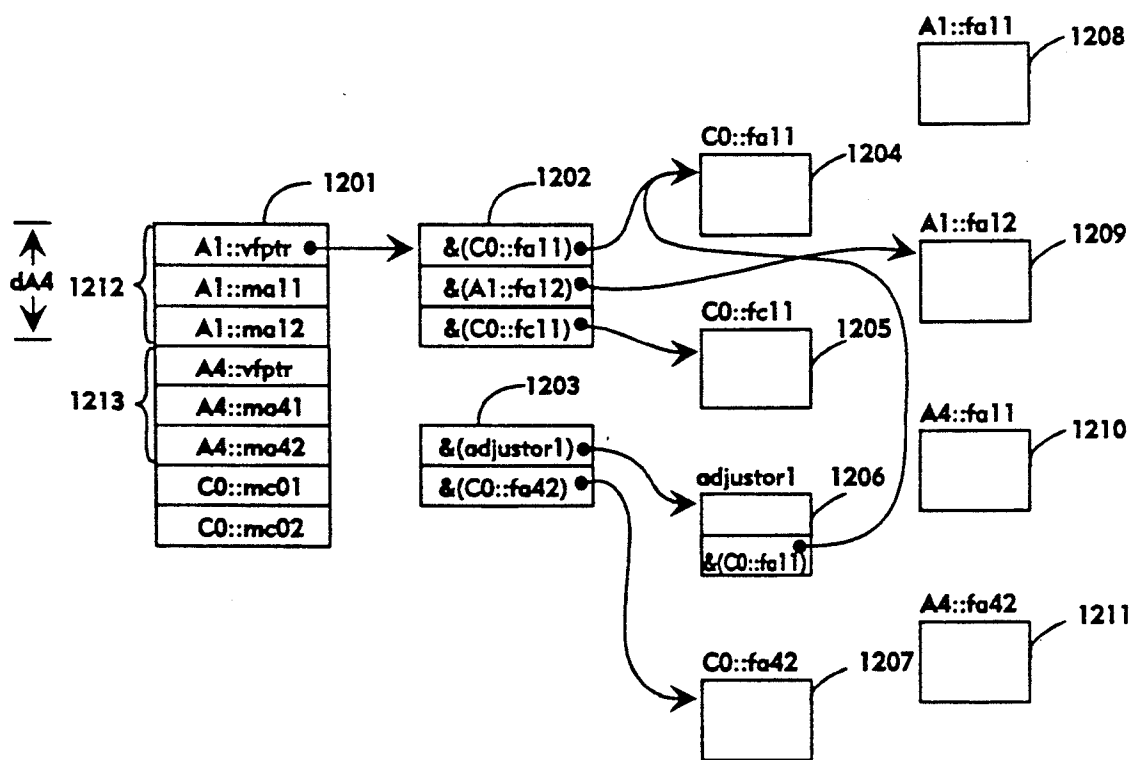 A1::fa11
1208
C0::fa11
1204
1201
1202
A1::vfptr
&(C0::fa11)
A1::fa12
1209
dA4
1212
A1::ma11
&(A1::fa12)
A1::ma12
&(C0::fc11)
C0::fc11
1205
A4::vfptr
1213
A4::ma41
1203
A4::ma42
&(adjustor1)
A4::fa11
1210
C0::mc01
&(C0::fa42)
adjustor1
1206
C0::mc02
&(C0::fa11)
A4::fa42
1211
C0::fa42
1207